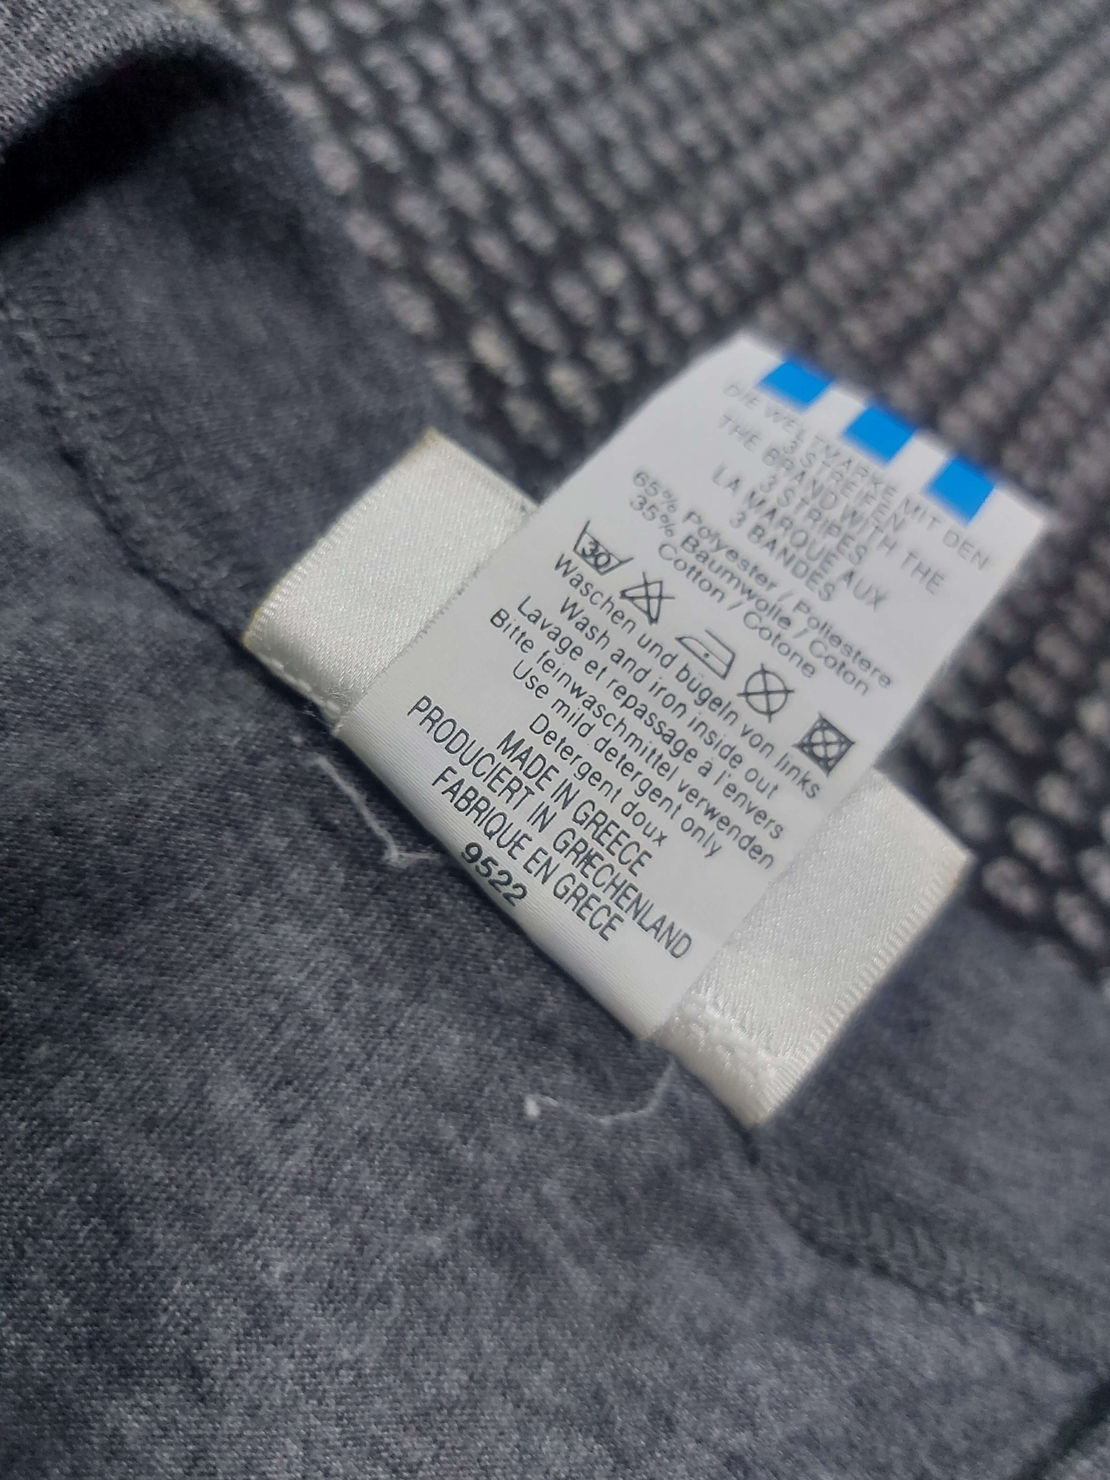 DIE WELTMARKE MIT DEN
3 STREIFEN
THE BRAND WITH THE
3 STRIPES
LA MARQUE AUX
3 BANDES
65% Polyester / Poliestere
35% Baumwolle / Coton
Cotton / Cotone
30
Waschen und bügeln von links
Wash and iron inside out
Lavage et repassage à l'envers
Bitte feinwaschmittel verwenden
Use mild detergent only
Detergent doux
MADE IN GREECE
PRODUCIERT IN GRIECHENLAND
FABRIQUE EN GRECE
9522